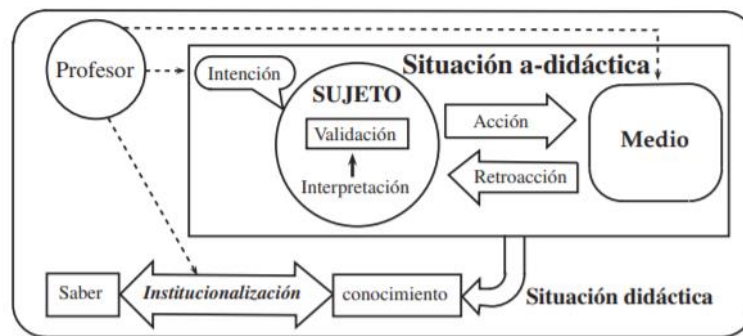 Profesor
Intención
Situación a-didáctica
SUJETO
Validación
Interpretación
Acción
Retroacción
Medio
Saber
Institucionalización
conocimiento
Situación didáctica